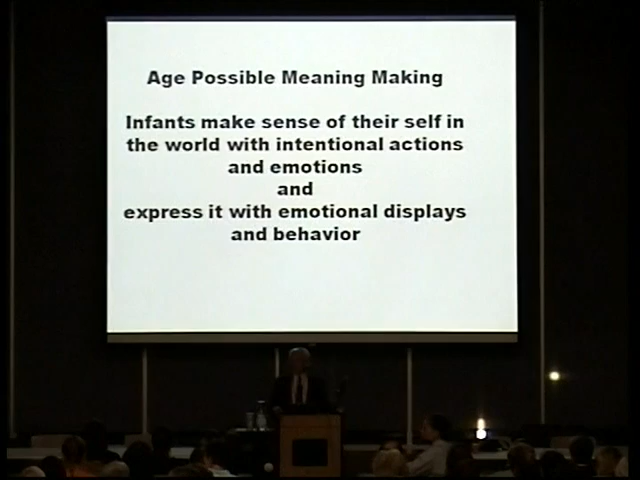 Age Possible Meaning Making
Infants make sense of their self in
the world with intentional actions
and emotions
and
express it with emotional displays
and behavior